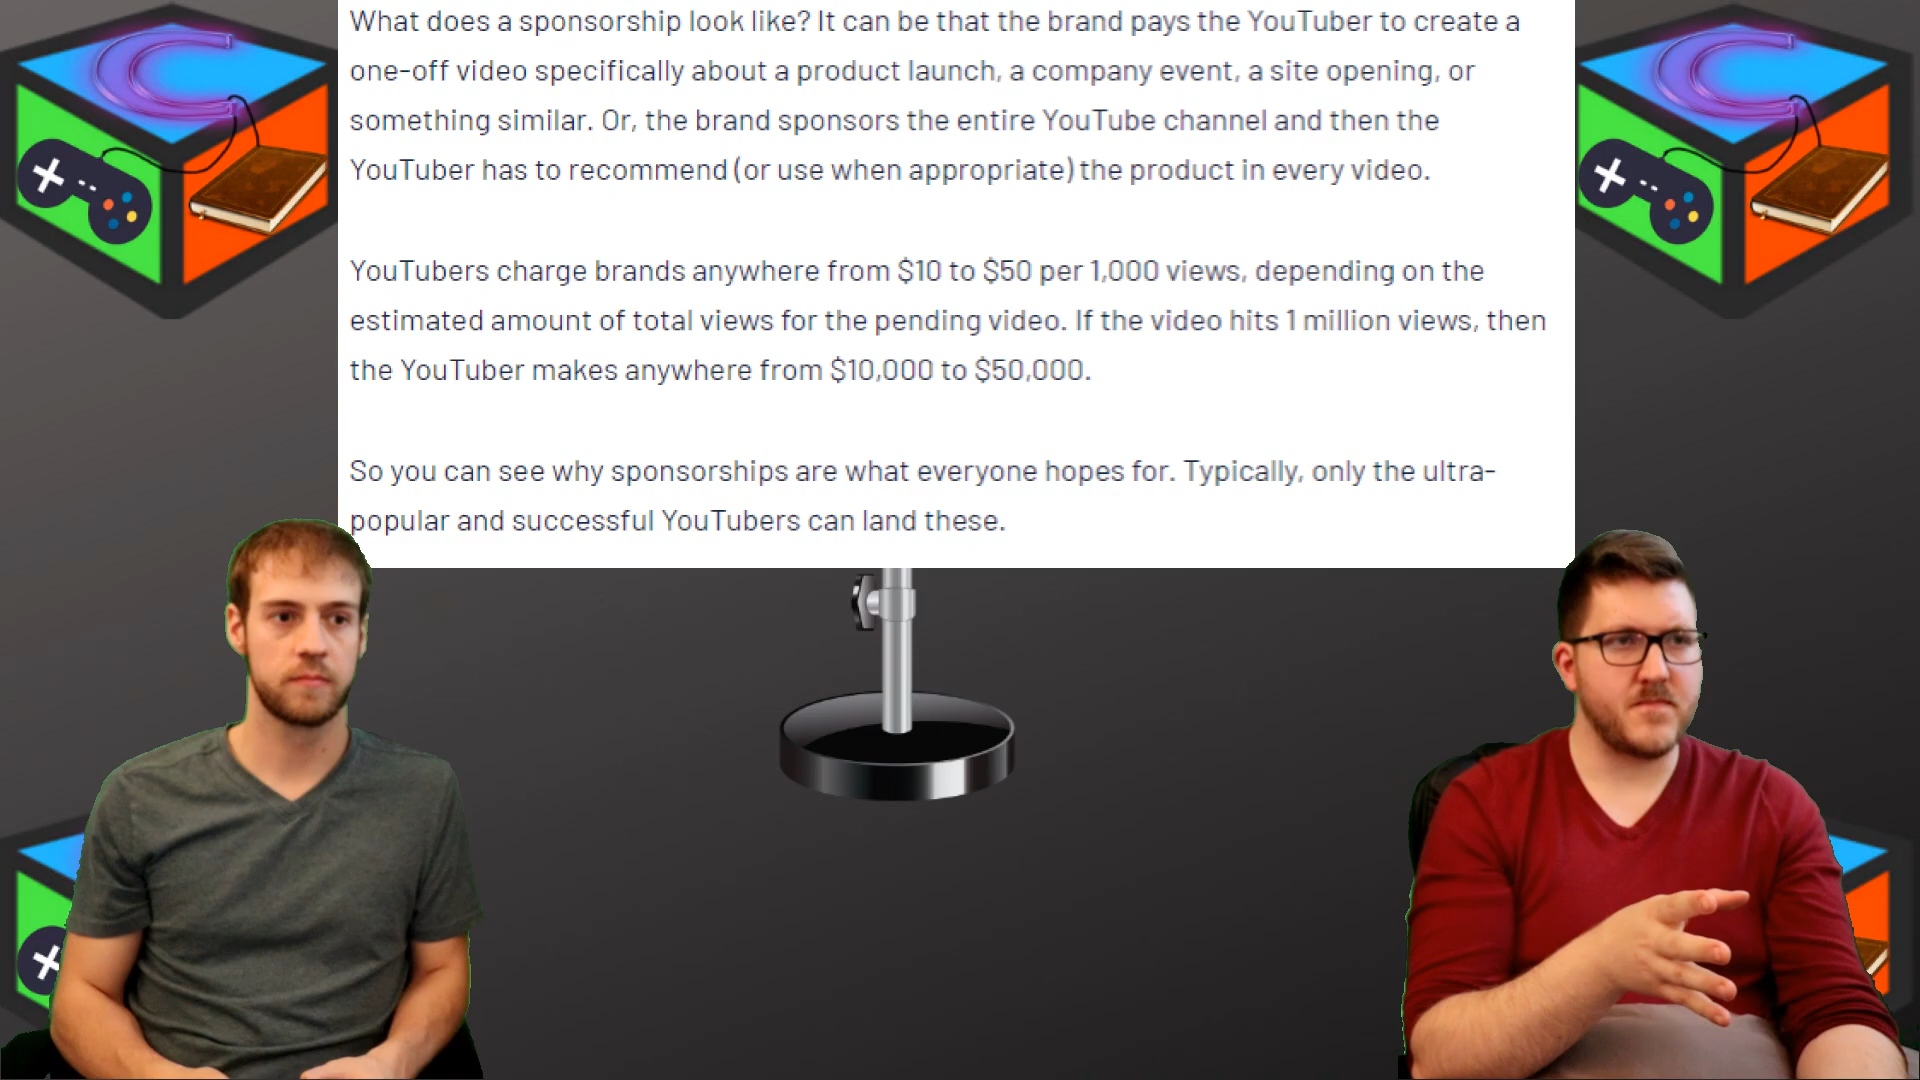 What does a sponsorship look like? It can be that the brand pays the YouTuber to create a
one-off video specifically about a product launch, a company event, a site opening, or
something similar. Or, the brand sponsors the entire YouTube channel and then the
YouTuber has to recommend (or use when appropriate) the product in every video.
YouTubers charge brands anywhere from $10 to $50 per 1,000 views, depending on the
estimated amount of total views for the pending video. If the video hits 1 million views, then
the YouTuber makes anywhere from $10,000 to $50,000.
So you can see why sponsorships are what everyone hopes for. Typically, only the ultra-
popular and successful YouTubers can land these.